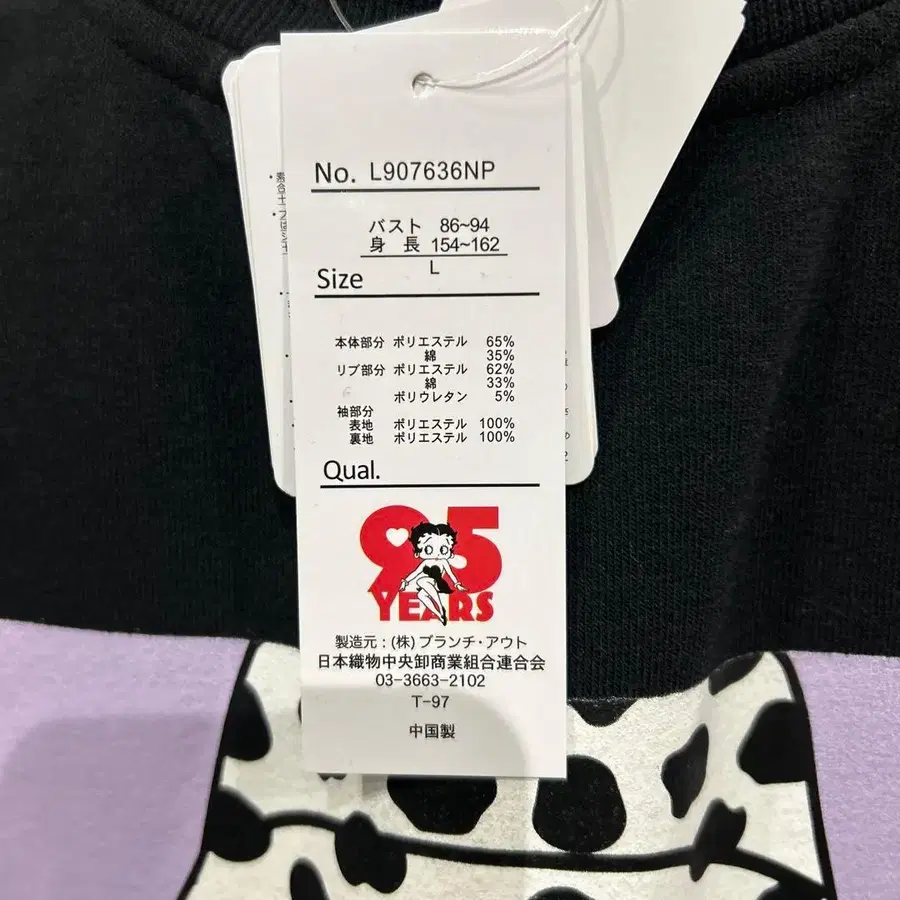 No. L907636NP
バスト 86~94
身 長 154~162
L
Size
本体部分 ポリエステル 65%
綿 35%
リブ部分 ポリエステル 62%
綿 33%
ポリウレタン 5%
袖部分
表地 ポリエステル 100%
裏地 ポリエステル 100%
Qual.
95
YEARS
製造元：(株) ブランチ・アウト
日本織物中央卸商業組合連合会
03-3663-2102
T-97
中国製